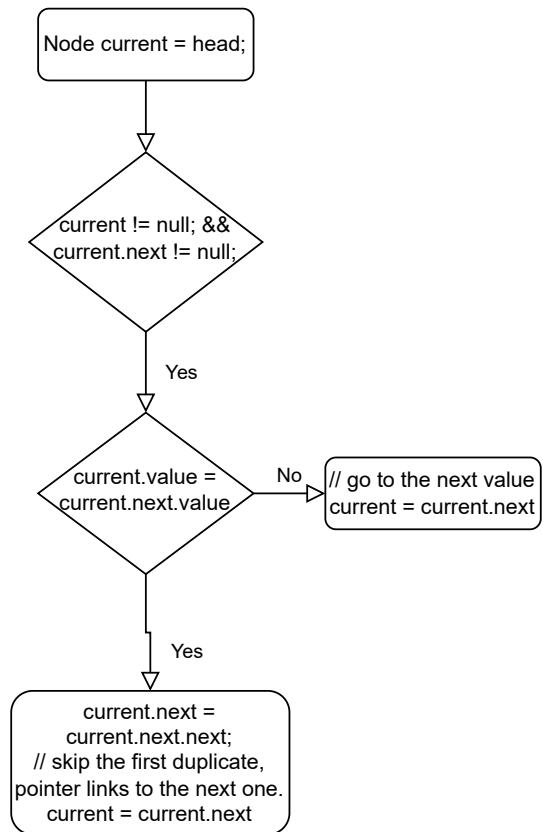 Node current = head;
current != null; &&
current.next != null;
Yes
current.value =
current.next.value
No
// go to the next value
current = current.next
Yes
current.next =
current.next.next;
// skip the first duplicate,
pointer links to the next one.
current = current.next